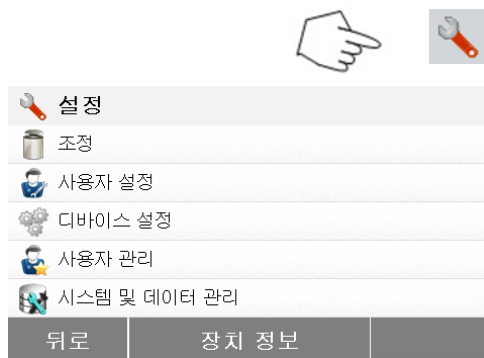 설정
조정
사용자 설정
디바이스 설정
사용자 관리
시스템 및 데이터 관리
뒤로 장치 정보